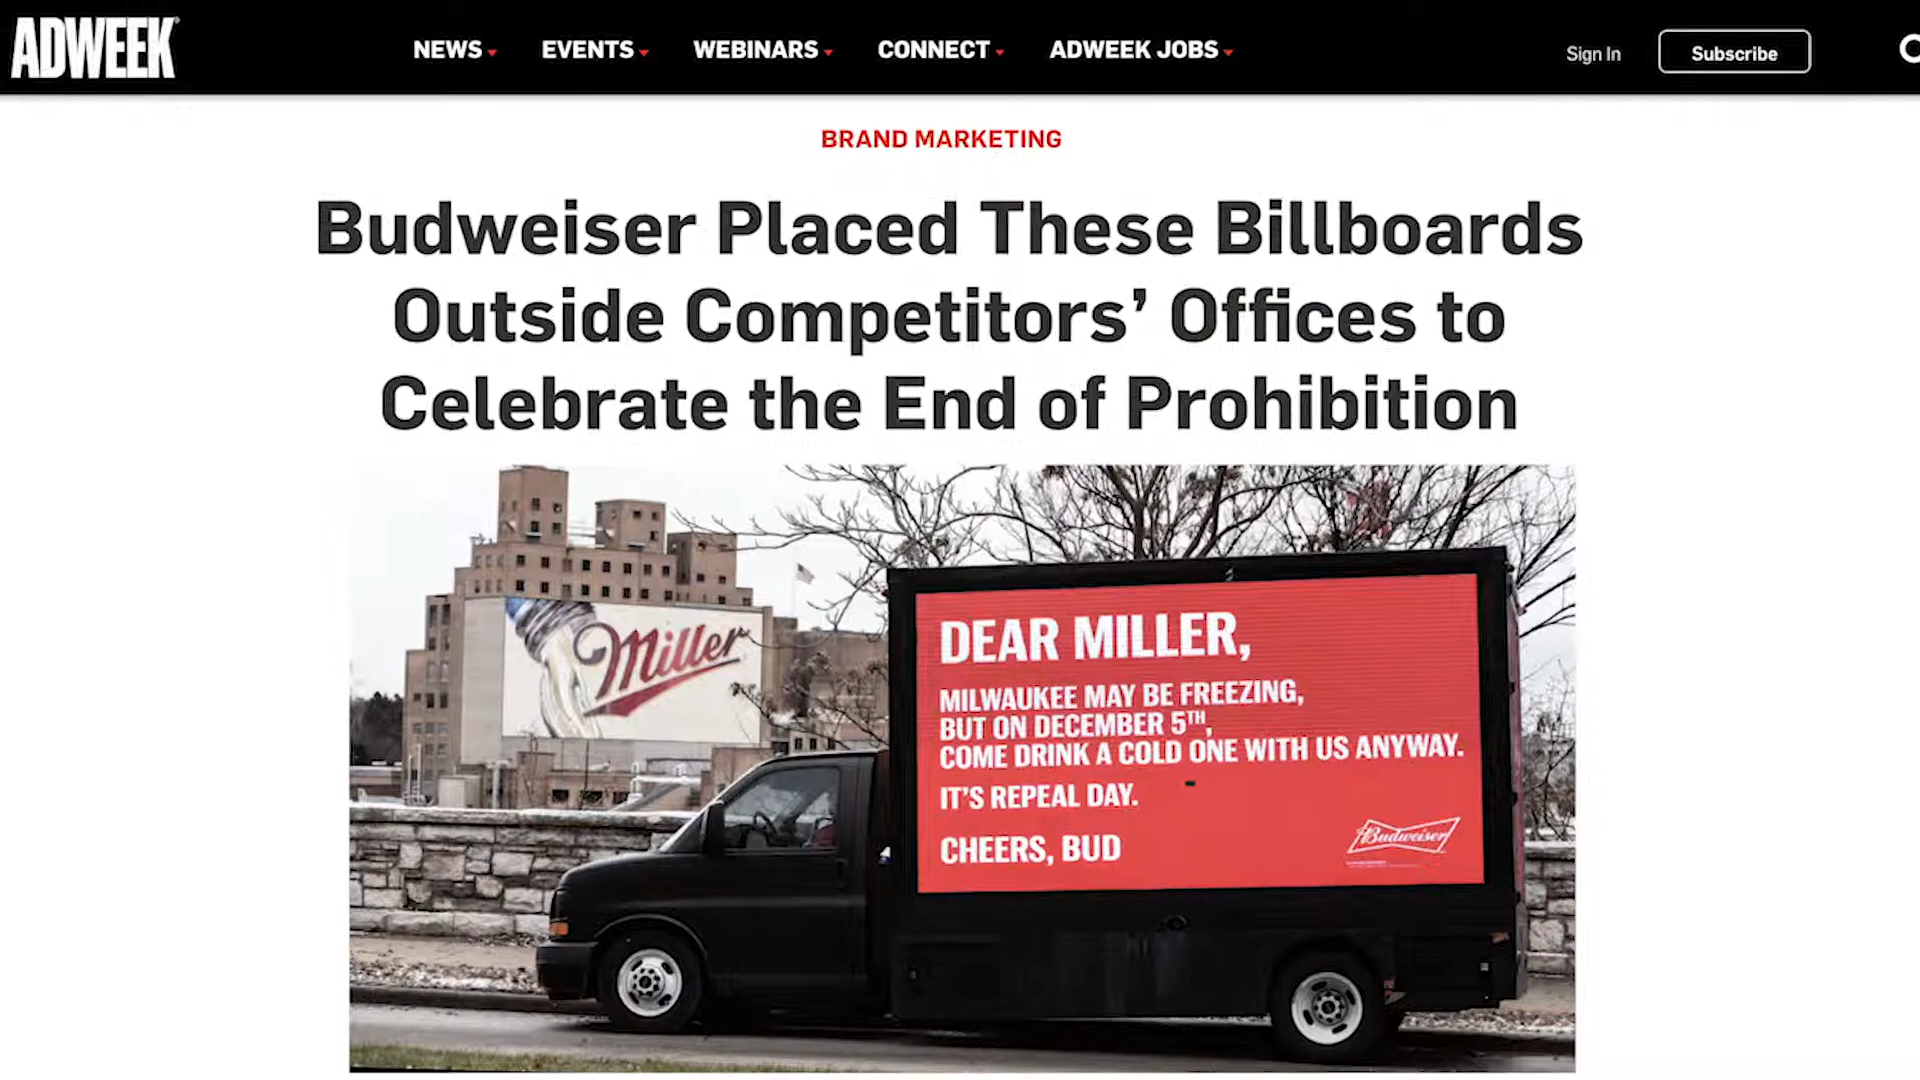 ADWEEK
NEWS
EVENTS
WEBINARS
CONNECT
ADWEEK JOBS
Sign In
Subscribe
BRAND MARKETING
Budweiser Placed These Billboards
Outside Competitors’ Offices to
Celebrate the End of Prohibition
Miller
DEAR MILLER,
MILWAUKEE MAY BE FREEZING,
BUT ON DECEMBER 5TH,
COME DRINK A COLD ONE WITH US ANYWAY.
IT’S REPEAL DAY.
CHEERS, BUD
Budweiser